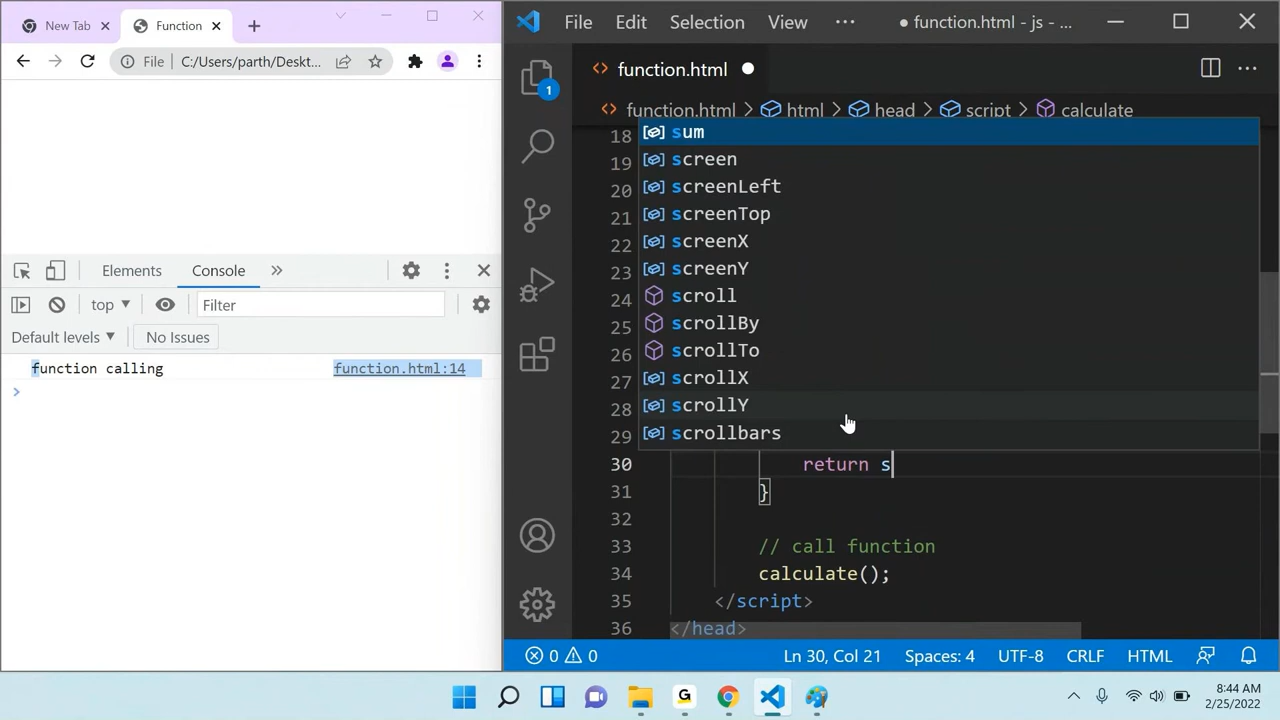 New Tab
Function
File C:/Users/parth/Deskt...
Elements
Console
top
Filter
Default levels
No Issues
function calling
function.html:14
File
Edit
Selection
View
● function.html - js - ...
1
function.html
function.html > html > head > script > calculate
18
19
20
21
22
23
24
25
26
27
28
29
sum
screen
screenLeft
screenTop
screenX
screenY
scroll
scrollBy
scrollTo
scrollX
scrollY
scrollbars
30 return s
31 }
32
33 // call function
34 calculate();
35 </script>
36 </head>
0 0
Ln 30, Col 21
Spaces: 4
UTF-8
CRLF
HTML
G
8:44 AM
2/25/2022